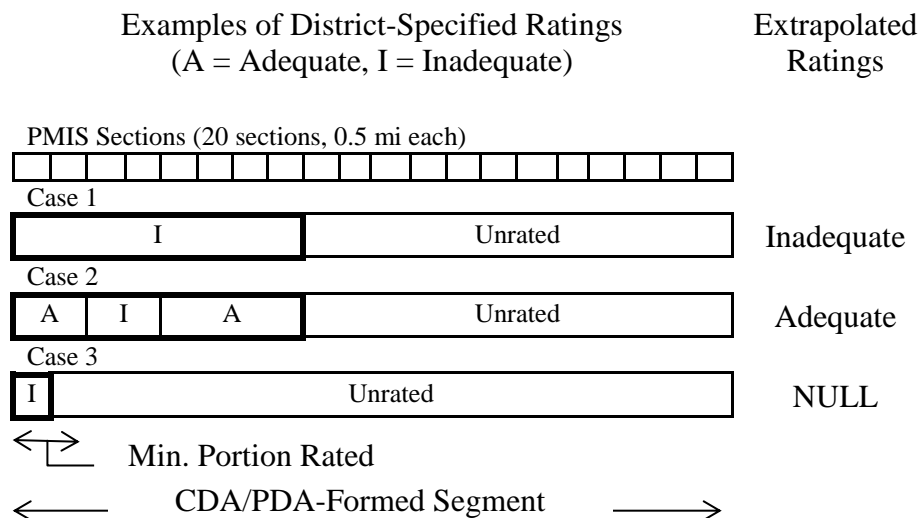 Examples of District-Specified Ratings
(A = Adequate, I = Inadequate)
Extrapolated
Ratings
PMIS Sections (20 sections, 0.5 mi each)
Case 1
I Unrated Inadequate
Case 2
A I A Unrated Adequate
Case 3
I Unrated NULL
Min. Portion Rated
CDA/PDA-Formed Segment